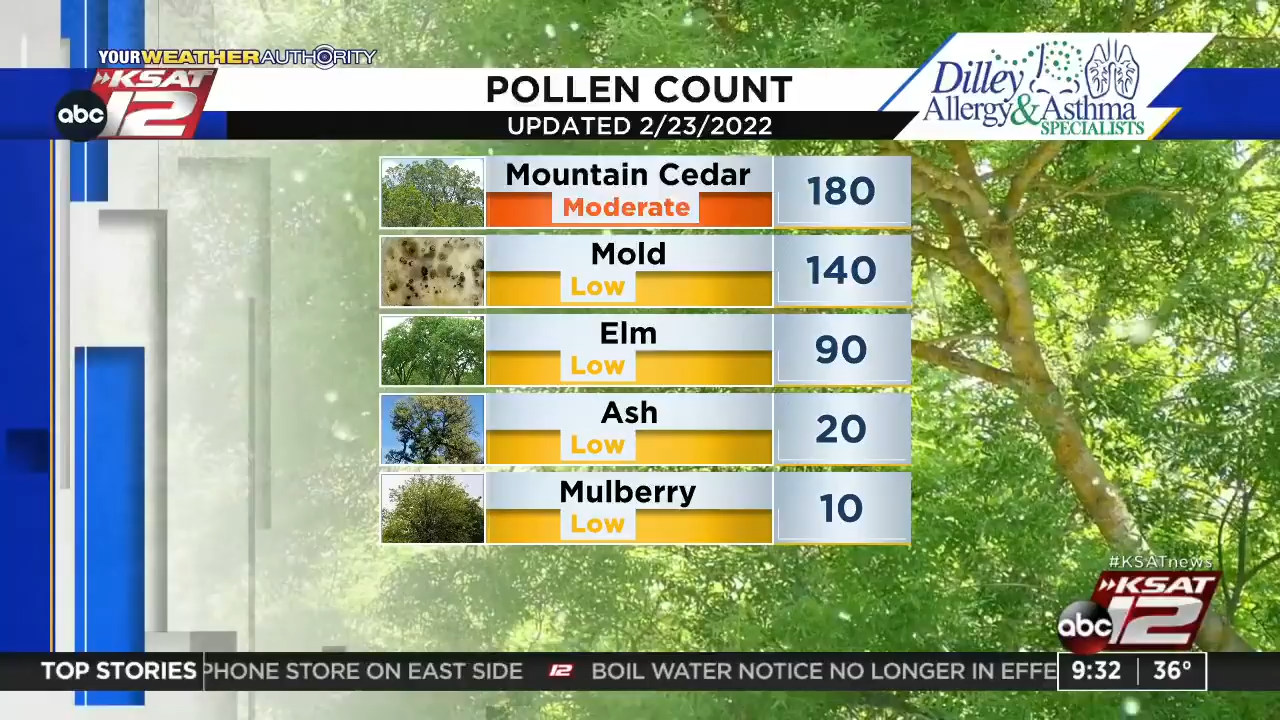 YOURWEATHERAUTHORITY
KSAT
abc 12
POLLEN COUNT
UPDATED 2/23/2022
Dilley
Allergy&Asthma
SPECIALISTS
Mountain Cedar
Moderate
180
Mold
Low
140
Elm
Low
90
Ash
Low
20
Mulberry
Low
10
#KSATnews
KSAT
abc 12
TOP STORIES PHONE STORE ON EAST SIDE 12 BOIL WATER NOTICE NO LONGER IN EFFE 9:32 36°